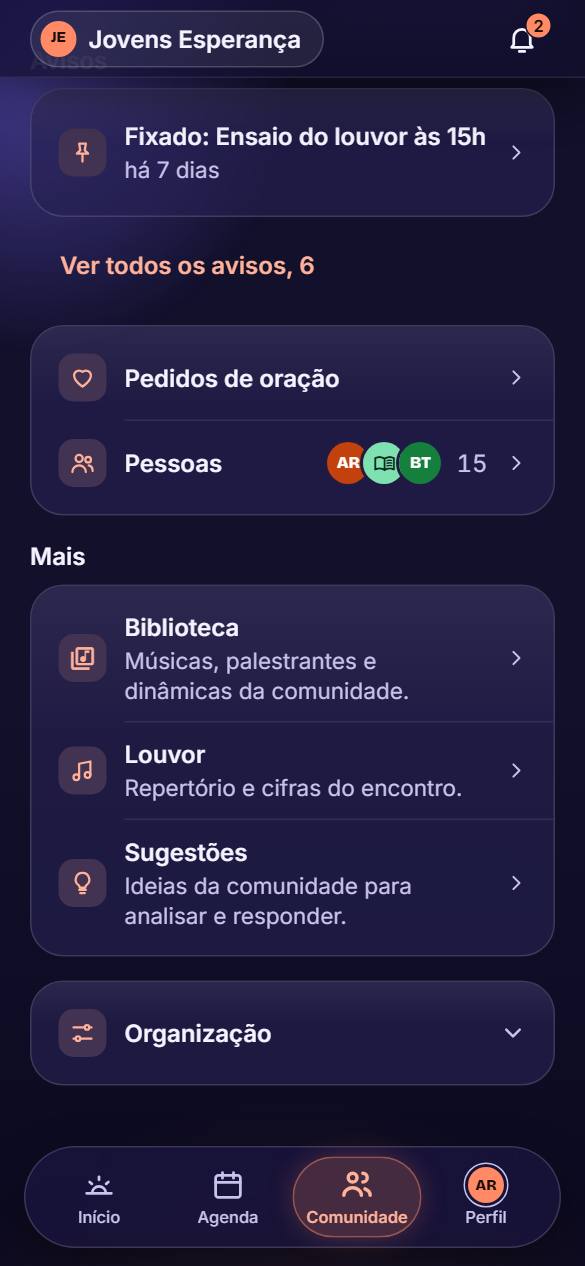 JE Jovens Esperança 2
Avisos
Fixado: Ensaio do louvor às 15h
há 7 dias
Ver todos os avisos, 6
Pedidos de oração
Pessoas AR BT 15
Mais
Biblioteca
Músicas, palestrantes e
dinâmicas da comunidade.
Louvor
Repertório e cifras do encontro.
Sugestões
Ideias da comunidade para
analisar e responder.
Organização
AR
Início Agenda Comunidade Perfil